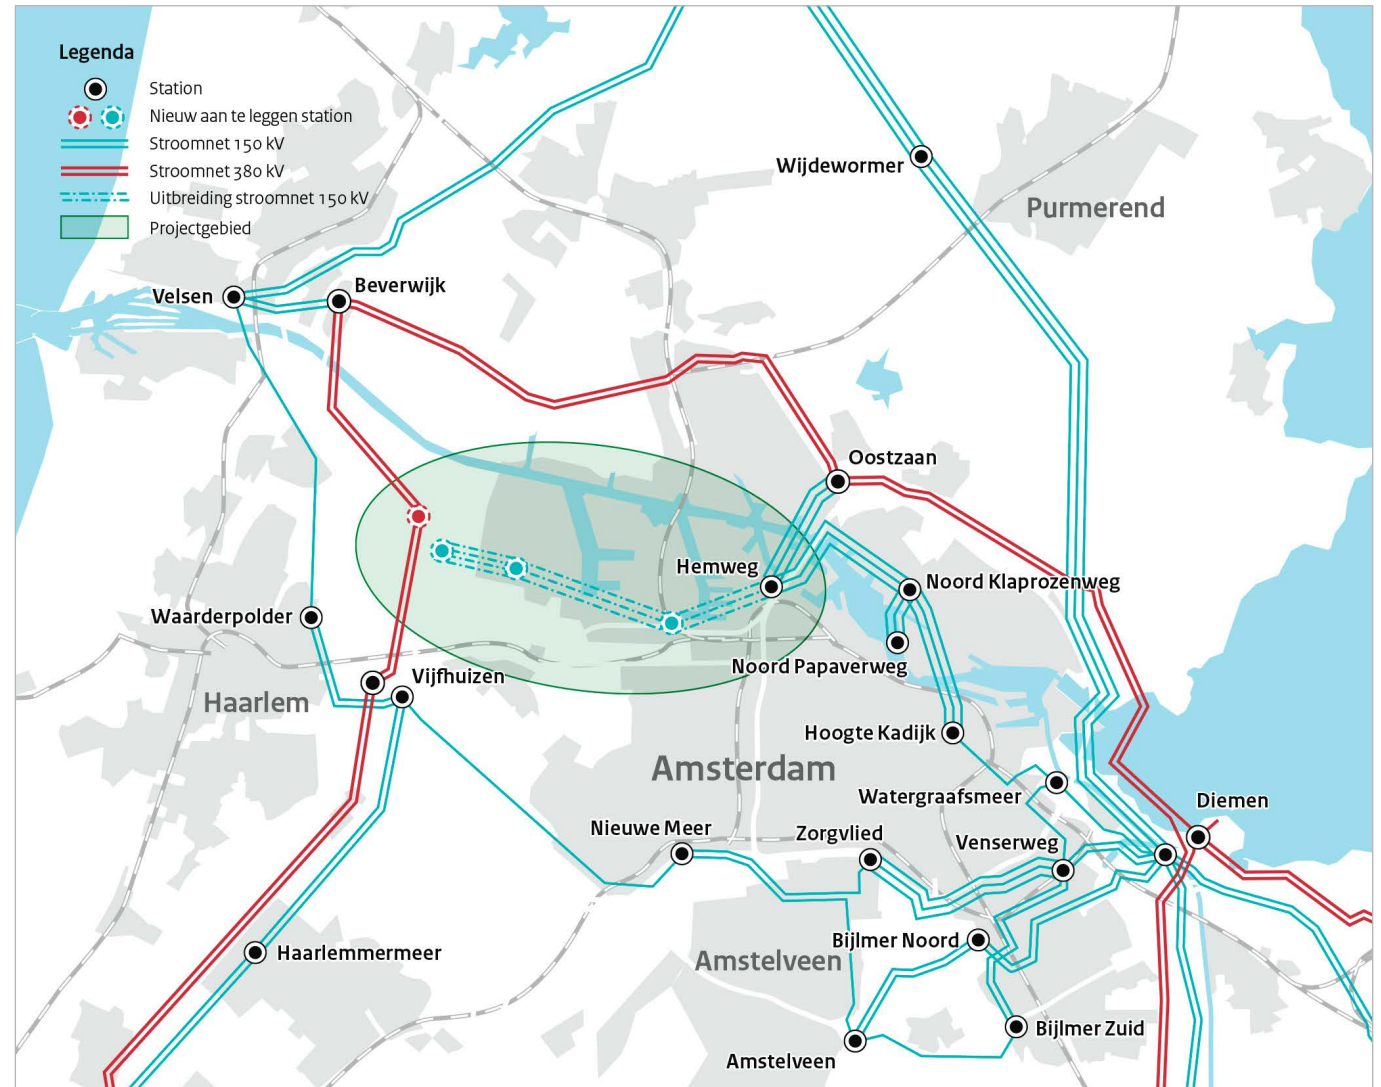 Legenda
Station
Nieuw aan te leggen station
Stroomnet 150 kV
Stroomnet 380 kV
Uitbreiding stroomnet 150 kV
Projectgebied
Wijdewormer
Purmerend
Velsen
Beverwijk
Oostzaan
Hemweg
Noord Klaprozenweg
Waarderpolder
Noord Papaverweg
Vijfhuizen
Haarlem
Hoogte Kadijk
Amsterdam
Watergraafsmeer
Diemen
Nieuwe Meer
Zorgvlied
Venserweg
Bijlmer Noord
Haarlemmermeer
Amstelveen
Bijlmer Zuid
Amstelveen